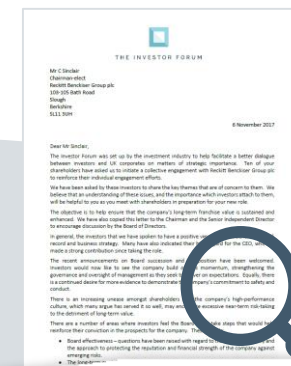 THE INVESTOR FORUM
Mr C Sinclair
Chairman-elect
Reckitt Benckiser Group plc
103-105 Bath Road
Slough
Berkshire
SL1 3UH
6 November 2017
Dear Mr Sinclair,
The Investor Forum was set up by the investment industry to help facilitate a better dialogue
between investors and UK corporates on matters of strategic importance. Ten of your
shareholders have asked us to initiate a collective engagement with Reckitt Benckiser Group plc
to reinforce their individual engagement efforts.
We have been asked by these investors to share the key themes that are of concern to them. We
believe that an understanding of these issues, and the importance which investors attach to them,
will be helpful to you as you meet with shareholders in preparation for your new role.
The objective is to help ensure that the company's long-term franchise value is sustained and
enhanced. We have also copied this letter to the Chairman and the Senior Independent Director
to encourage discussion by the Board of Directors.
In general, the investors that we have spoken to have a positive
record and business strategy. Many have indicated their for the CEO,
made a strong contribution since taking the role.
The recent announcements on Board succession and have been welcomed.
Investors would now like to see the company build momentum, strengthening the
governance and oversight of management as they seek to on expectations. Equally, there
is a continued desire for more evidence to demonstrate company's commitment to safety and
conduct.
There is an increasing unease amongst shareholders the company's high-performance
culture, which many argue has served it so well, may excessive near-term risk-taking
to the detriment of long-term value.
There are a number of areas where investors feel the Board take steps that would
reinforce their conviction in the prospects for the company.
• Board effectiveness – questions have been raised with regard to
the approach to protecting the reputation and financial strength of the company against
emerging risks.
• The long-